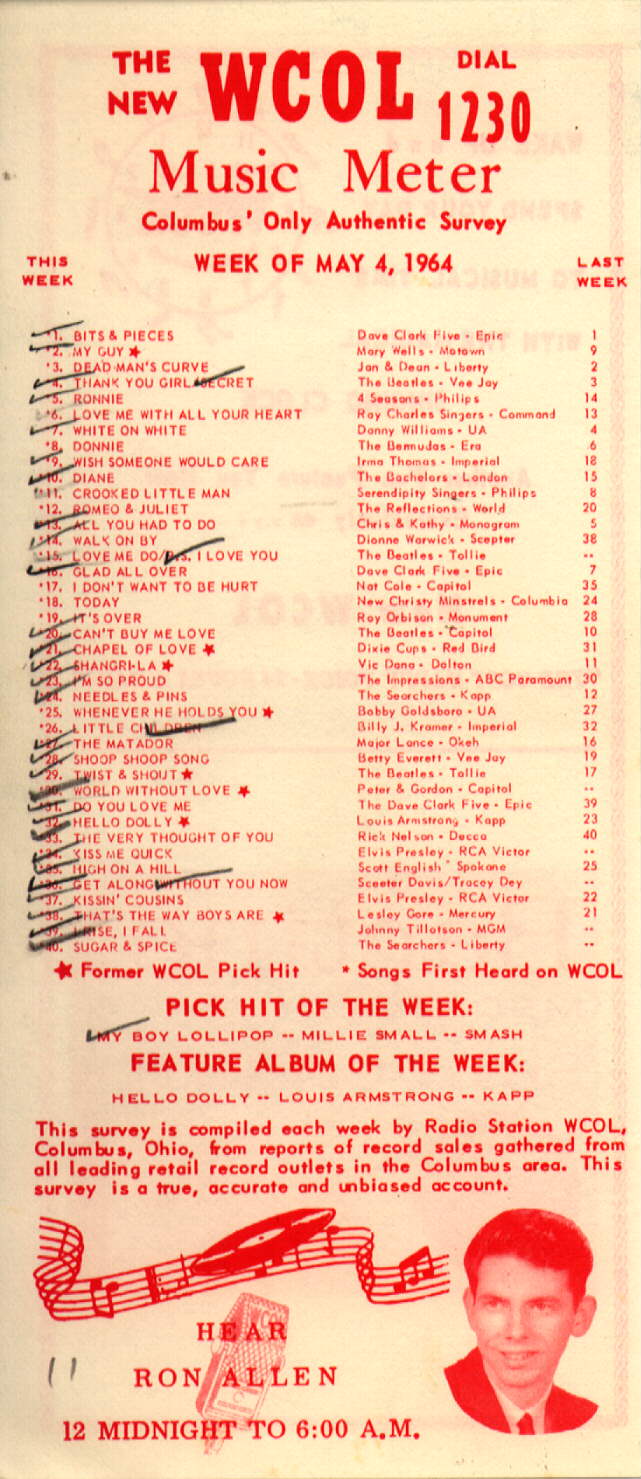 THE NEW WCOL DIAL 1230
Music Meter
Columbus' Only Authentic Survey
THIS WEEK WEEK OF MAY 4, 1964 LAST WEEK
*1. BITS & PIECES Dave Clark Five - Epic 1
*2. MY GUY ★ Mary Wells - Motown 9
*3. DEAD MAN'S CURVE Jan & Dean - Liberty 2
*4. THANK YOU GIRL/SECRET The Beatles - Vee Jay 3
*5. RONNIE 4 Seasons - Philips 14
*6. LOVE ME WITH ALL YOUR HEART Ray Charles Singers - Command 13
*7. WHITE ON WHITE Danny Williams - UA 4
*8. DONNIE The Bermudas - Era 6
*9. WISH SOMEONE WOULD CARE Irma Thomas - Imperial 18
*10. DIANE The Bachelors - London 15
*11. CROOKED LITTLE MAN Serendipity Singers - Philips 8
*12. ROMEO & JULIET The Reflections - World 20
*13. ALL YOU HAD TO DO Chris & Kathy - Monogram 5
*14. WALK ON BY Dionne Warwick - Scepter 38
*15. LOVE ME DO/P.S. I LOVE YOU The Beatles - Tollie --
*16. GLAD ALL OVER Dave Clark Five - Epic 7
*17. I DON'T WANT TO BE HURT Nat Cole - Capitol 35
*18. TODAY New Christy Minstrels - Columbia 24
*19. IT'S OVER Roy Orbison - Monument 28
*20. CAN'T BUY ME LOVE The Beatles - Capitol 10
*21. CHAPEL OF LOVE ★ Dixie Cups - Red Bird 31
*22. SHANGRI-LA ★ Vic Dana - Dolton 11
*23. I'M SO PROUD The Impressions - ABC Paramount 30
*24. NEEDLES & PINS The Searchers - Kapp 12
*25. WHENEVER HE HOLDS YOU ★ Bobby Goldsboro - UA 27
*26. LITTLE CHILDREN Billy J. Kramer - Imperial 32
*27. THE MATADOR Major Lance - Okeh 16
*28. SHOOP SHOOP SONG Betty Everett - Vee Jay 19
*29. TWIST & SHOUT ★ The Beatles - Tollie 17
*30. WORLD WITHOUT LOVE ★ Peter & Gordon - Capitol --
*31. DO YOU LOVE ME The Dave Clark Five - Epic 39
*32. HELLO DOLLY ★ Louis Armstrong - Kapp 23
*33. THE VERY THOUGHT OF YOU Rick Nelson - Decca 40
*34. KISS ME QUICK Elvis Presley - RCA Victor --
*35. HIGH ON A HILL Scott English - Spokane 25
*36. GET ALONG WITHOUT YOU NOW Sceeter Davis/Tracey Dey --
*37. KISSIN' COUSINS Elvis Presley - RCA Victor 22
*38. THAT'S THE WAY BOYS ARE ★ Lesley Gore - Mercury 21
*39. I RISE, I FALL Johnny Tillotson - MGM --
*40. SUGAR & SPICE The Searchers - Liberty --
★ Former WCOL Pick Hit * Songs First Heard on WCOL
PICK HIT OF THE WEEK:
MY BOY LOLLIPOP -- MILLIE SMALL -- SMASH
FEATURE ALBUM OF THE WEEK:
HELLO DOLLY -- LOUIS ARMSTRONG -- KAPP
This survey is compiled each week by Radio Station WCOL,
Columbus, Ohio, from reports of record sales gathered from
all leading retail record outlets in the Columbus area. This
survey is a true, accurate and unbiased account.
WCOL
HEAR
RON ALLEN
11
12 MIDNIGHT TO 6:00 A.M.